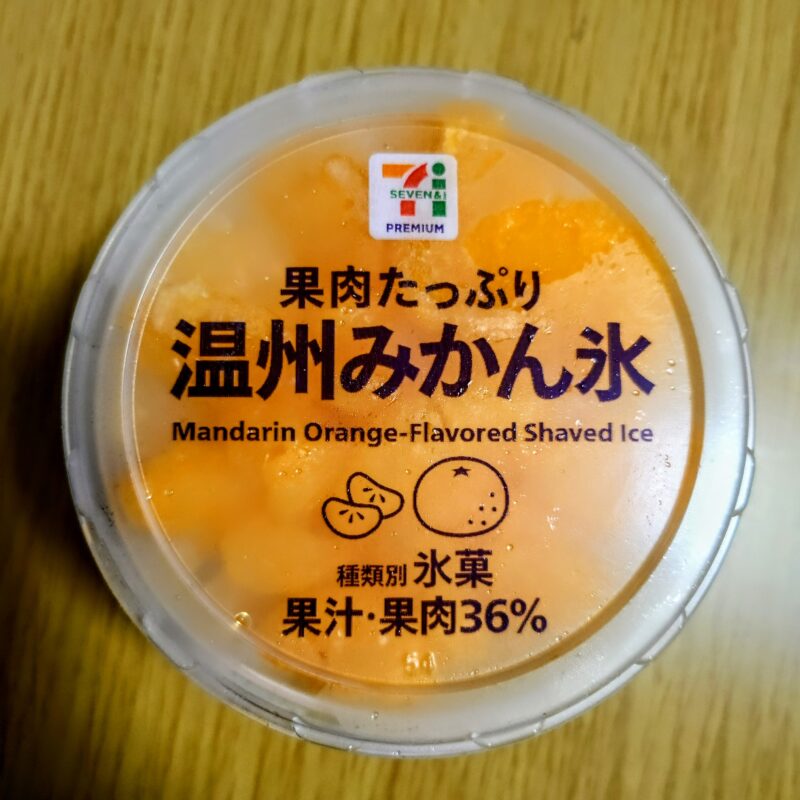 SEVEN&i
PREMIUM
果肉たっぷり
温州みかん氷
Mandarin Orange-Flavored Shaved Ice
種類別 氷菓
果汁・果肉36%